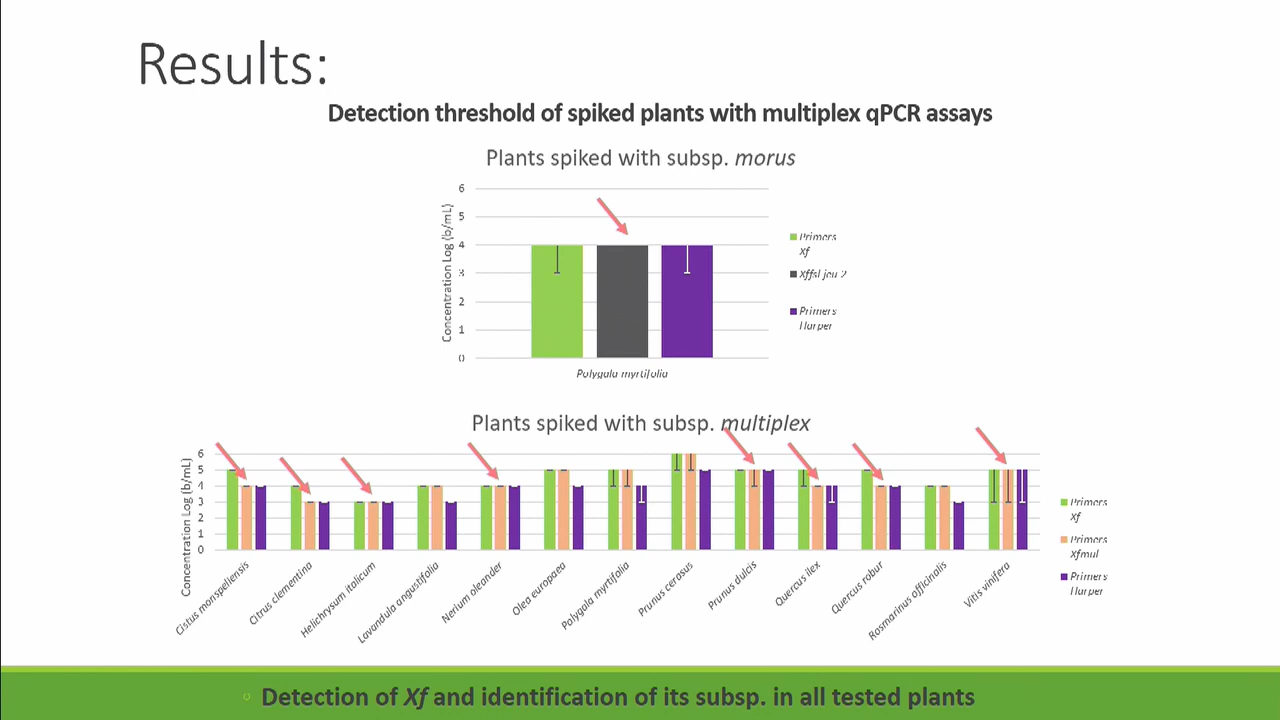 Results:
Detection threshold of spiked plants with multiplex qPCR assays
Plants spiked with subsp. morus
Concentration Log (b/mL)
6
5
4
3
2
1
0
Polygala myrtifolia
Primers
Xf
Xffsl jeu 2
Primers
Harper
Plants spiked with subsp. multiplex
Concentration Log (b/mL)
6
5
4
3
2
1
0
Cistus monspeliensis
Citrus clementina
Helichrysum italicum
Lavandula angustifolia
Nerium oleander
Olea europaea
Polygala myrtifolia
Prunus cerasus
Prunus dulcis
Quercus ilex
Quercus robur
Rosmarinus officinalis
Vitis vinifera
Primers
Xf
Primers
Xfmul
Primers
Harper
Detection of Xf and identification of its subsp. in all tested plants